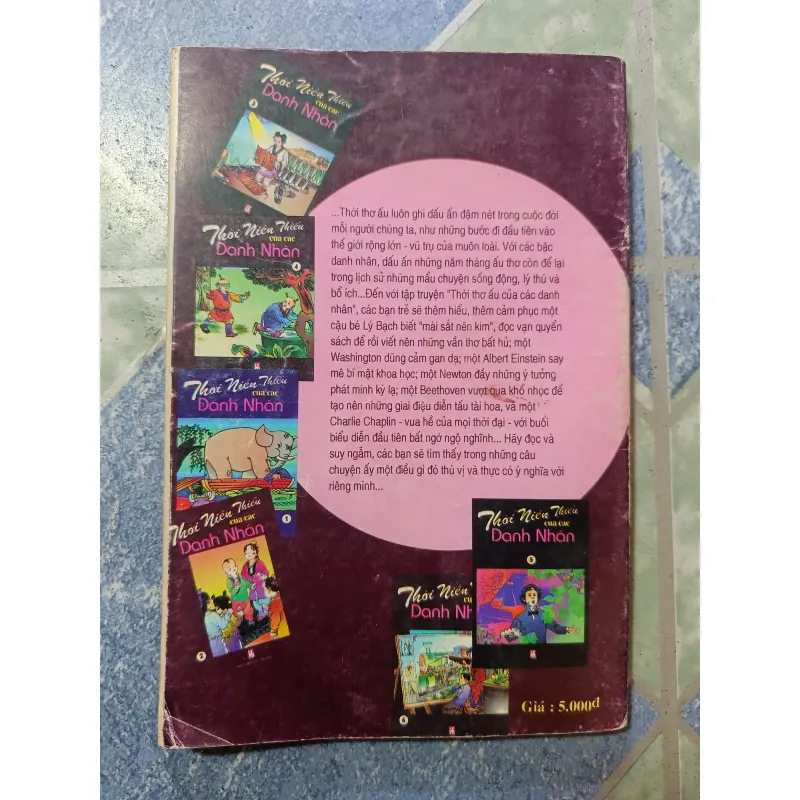 Thời Niên Thiếu
của các
Danh Nhân
3
Thời Niên Thiếu
của các
Danh Nhân
4
Thời Niên Thiếu
của các
Danh Nhân
1
Thời Niên Thiếu
của các
Danh Nhân
2
...Thời thơ ấu luôn ghi dấu ấn đậm nét trong cuộc đời
mỗi người chúng ta, như những bước đi đầu tiên vào
thế giới rộng lớn - vũ trụ của muôn loài. Với các bậc
danh nhân, dấu ấn những năm tháng ấu thơ còn để lại
trong lịch sử những mẩu chuyện sống động, lý thú và
bổ ích...Đến với tập truyện "Thời thơ ấu của các danh
nhân", các bạn trẻ sẽ thêm hiểu, thêm cảm phục một
cậu bé Lý Bạch biết "mài sắt nên kim", đọc vạn quyển
sách để rồi viết nên những vần thơ bất hủ; một
Washington dũng cảm gan dạ; một Albert Einstein say
mê bí mật khoa học; một Newton đầy những ý tưởng
phát minh kỳ lạ; một Beethoven vượt qua khổ nhọc để
tạo nên những giai điệu diễn tấu tài hoa, và một
Charlie Chaplin - vua hề của mọi thời đại - với buổi
biểu diễn đầu tiên bất ngờ ngộ nghĩnh... Hãy đọc và
suy ngẫm, các bạn sẽ tìm thấy trong những câu
chuyện ấy một điều gì đó thú vị và thực có ý nghĩa với
riêng mình...
Thời Niên Thiếu
của các
Danh Nhân
5
Thời Niên
Danh Nhâ
6
Giá : 5.000đ